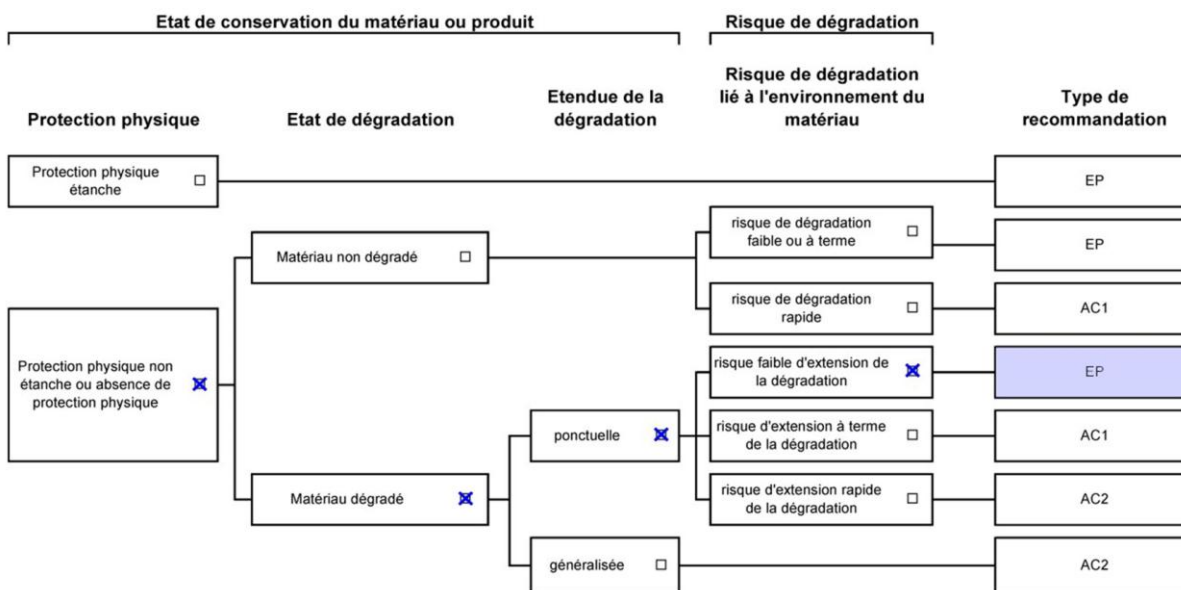 Etat de conservation du matériau ou produit
Risque de dégradation
Protection physique
Etat de dégradation
Etendue de la
dégradation
Risque de dégradation
lié à l'environnement du
matériau
Type de
recommandation
Protection physique
étanche
EP
Matériau non dégradé
risque de dégradation
faible ou à terme
EP
risque de dégradation
rapide
AC1
Protection physique non
étanche ou absence de
protection physique
risque faible d'extension de
la dégradation
EP
ponctuelle
risque d'extension à terme
de la dégradation
AC1
Matériau dégradé
risque d'extension rapide
de la dégradation
AC2
généralisée
AC2